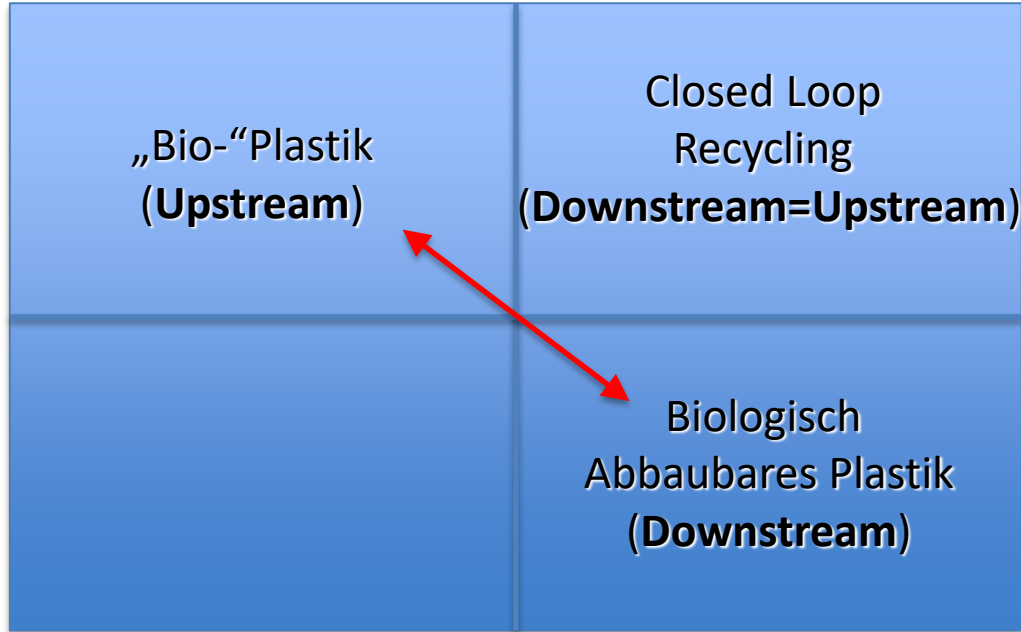 „Bio-“Plastik
(Upstream)
Closed Loop
Recycling
(Downstream=Upstream)
Biologisch
Abbaubares Plastik
(Downstream)